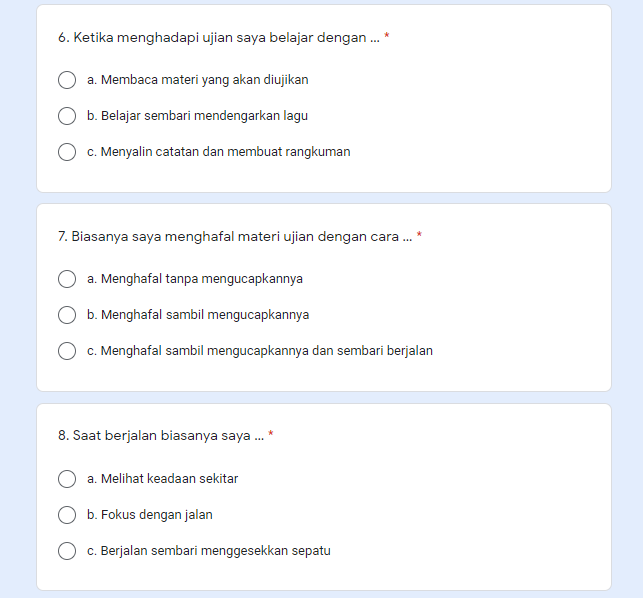 6. Ketika menghadapi ujian saya belajar dengan ... *
a. Membaca materi yang akan diujikan
b. Belajar sembari mendengarkan lagu
c. Menyalin catatan dan membuat rangkuman
7. Biasanya saya menghafal materi ujian dengan cara ... *
a. Menghafal tanpa mengucapkannya
b. Menghafal sambil mengucapkannya
c. Menghafal sambil mengucapkannya dan sembari berjalan
8. Saat berjalan biasanya saya ... *
a. Melihat keadaan sekitar
b. Fokus dengan jalan
c. Berjalan sembari menggesekkan sepatu